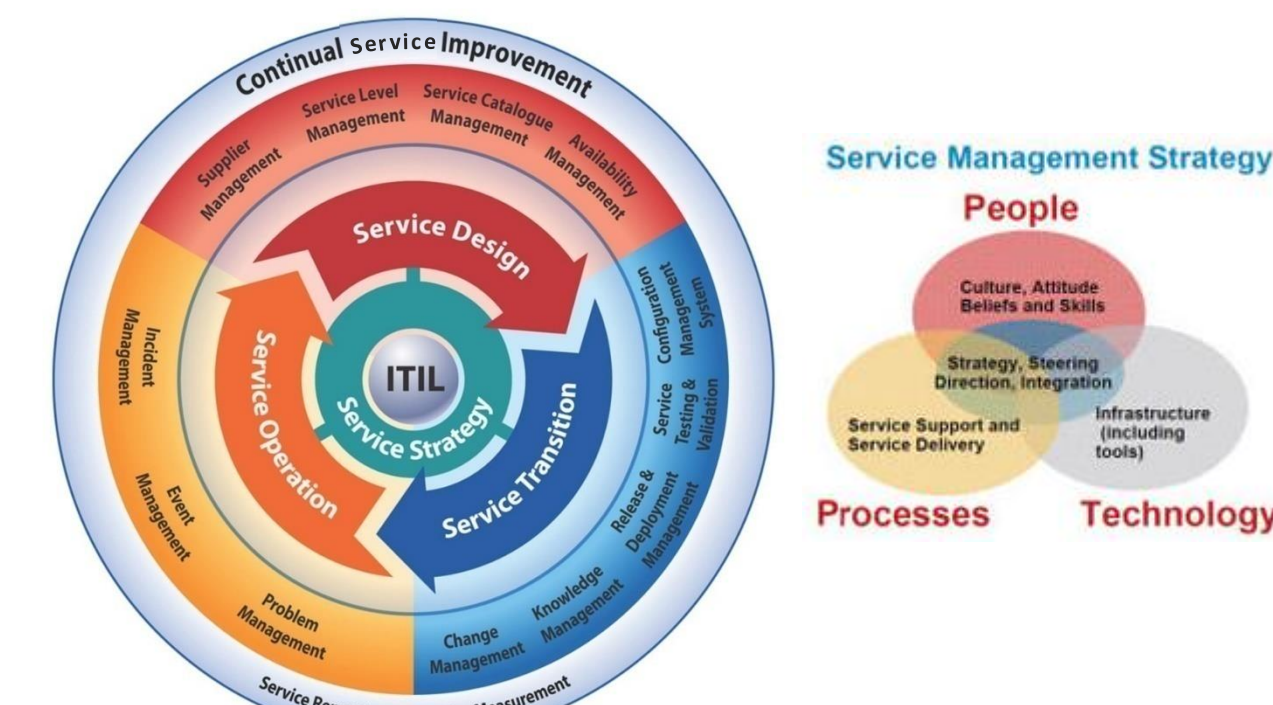 Continual Service Improvement
Supplier
Management
Service Level
Management
Service Catalogue
Management
Availability
Management
Configuration
Management
System
Service
Testing &
Validation
Release &
Deployment
Management
Knowledge
Management
Change
Management
Problem
Management
Event
Management
Incident
Management
Service Design
Service Transition
Service Operation
Service Strategy
ITIL
Service
Service Management Strategy
People
Culture, Attitude
Beliefs and Skills
Strategy, Steering
Direction, Integration
Service Support and
Service Delivery
Infrastructure
(including
tools)
Processes
Technology